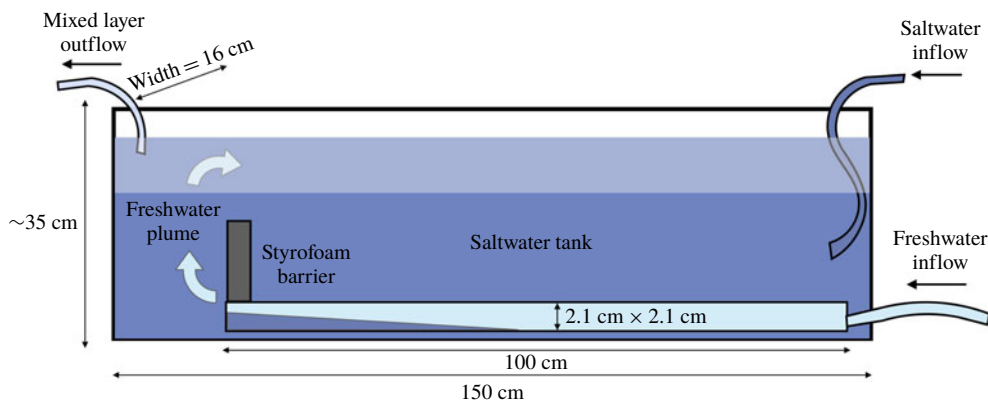 Mixed layer
outflow
Width = 16 cm
Saltwater
inflow
~35 cm
Freshwater
plume
Styrofoam
barrier
Saltwater tank
Freshwater
inflow
2.1 cm × 2.1 cm
100 cm
150 cm